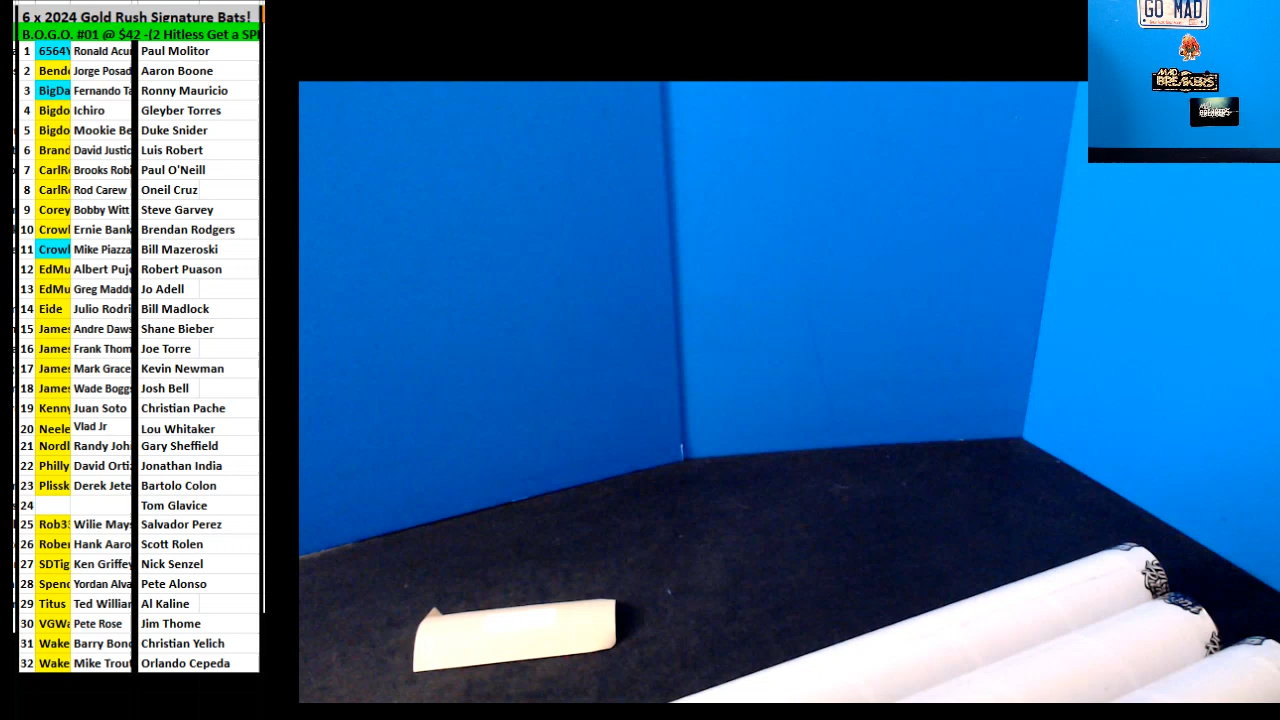 6 x 2024 Gold Rush Signature Bats!
B.O.G.O. #01 @ $42 -(2 Hitless Get a SP
1 6564Y Ronald Acu Paul Molitor
2 Bend Jorge Posad Aaron Boone
3 BigDa Fernando Ta Ronny Mauricio
4 Bigdo Ichiro Gleyber Torres
5 Bigdo Mookie Be Duke Snider
6 Brand David Justic Luis Robert
7 CarlR Brooks Robi Paul O'Neill
8 CarlR Rod Carew Oneil Cruz
9 Corey Bobby Witt Steve Garvey
10 Crowl Ernie Bank Brendan Rodgers
11 Crowl Mike Piazza Bill Mazeroski
12 EdMu Albert Puj Robert Puason
13 EdMu Greg Madd Jo Adell
14 Eide Julio Rodri Bill Madlock
15 James Andre Daws Shane Bieber
16 James Frank Thom Joe Torre
17 James Mark Grace Kevin Newman
18 James Wade Boggs Josh Bell
19 Kenny Juan Soto Christian Pache
20 Neele Vlad Jr Lou Whitaker
21 Nordl Randy Joh Gary Sheffield
22 Philly David Orti Jonathan India
23 Plissk Derek Jete Bartolo Colon
24 Tom Glavice
25 Rob33 Wilie Mays Salvador Perez
26 Rober Hank Aaro Scott Rolen
27 SDTig Ken Griffey Nick Senzel
28 Spenc Yordan Alva Pete Alonso
29 Titus Ted Willian Al Kaline
30 VGWa Pete Rose Jim Thome
31 Wake Barry Bond Christian Yelich
32 Wake Mike Trout Orlando Cepeda
GO MAD
MAD
BREAKERS